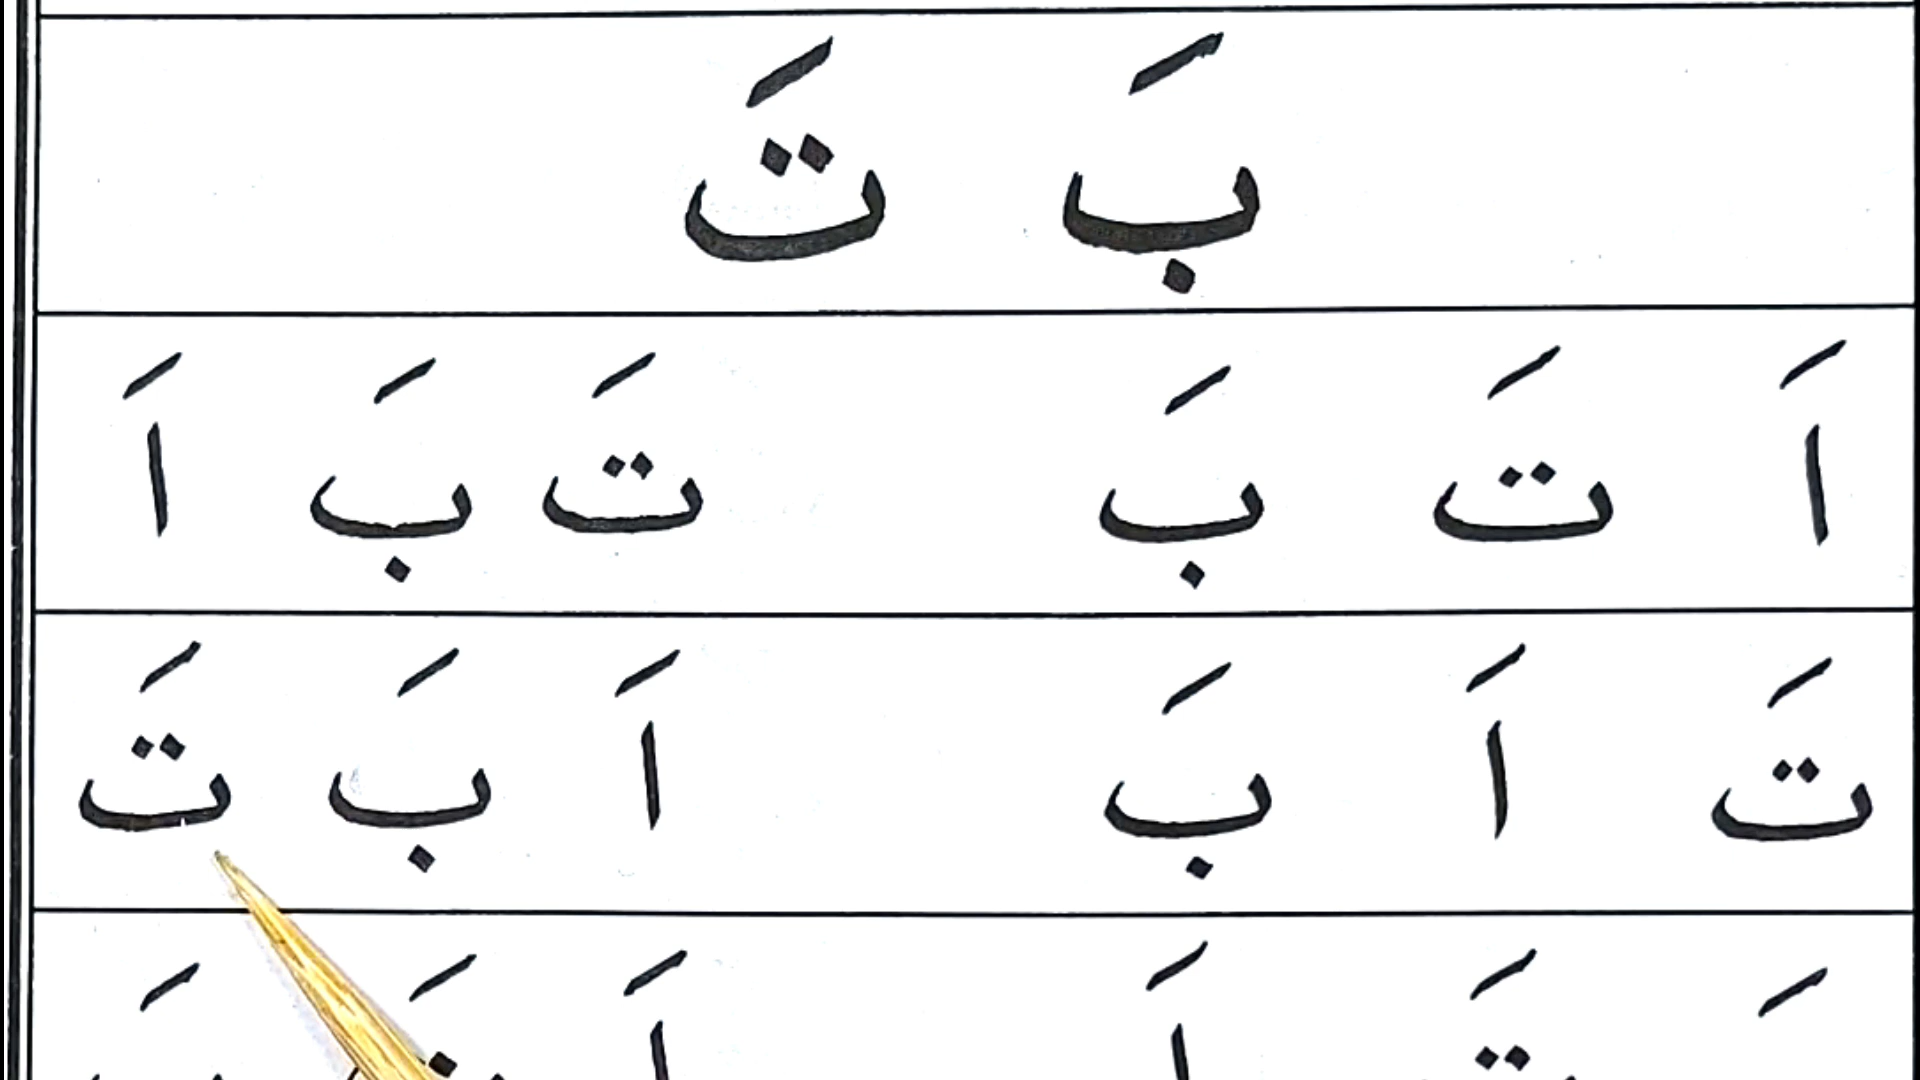 بَ تَ
اَ تَ بَ تَ بَ اَ
تَ اَ بَ اَ بَ تَ